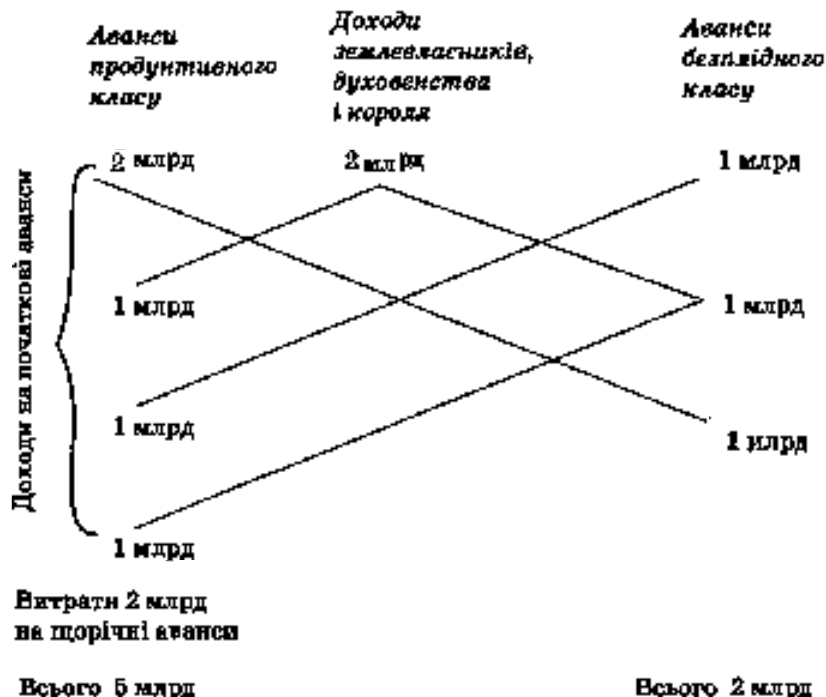 Аванси
продуктивного
класу
Доходи
землевласників,
духовенства
і короля
Аванси
безплідного
класу
2 млрд
2 млрд
1 млрд
Доходи на початкові аванси
1 млрд
1 млрд
1 млрд
1 илрд
1 млрд
Витрати 2 млрд
на щорічні аванси
Всього 5 млрд
Всього 2 млрд